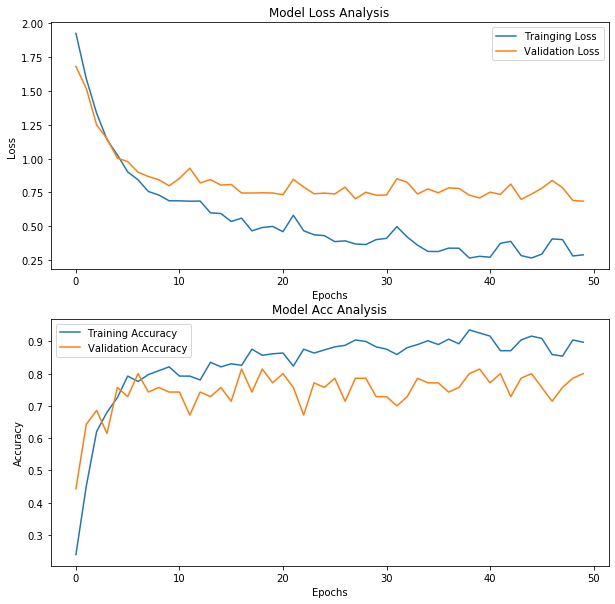 Model Loss Analysis
2.00
1.75
1.50
1.25
1.00
0.75
0.50
0.25
Loss
Trainging Loss
Validation Loss
0 10 20 30 40 50
Epochs
Model Acc Analysis
0.9
0.8
0.7
0.6
0.5
0.4
0.3
Accuracy
Training Accuracy
Validation Accuracy
0 10 20 30 40 50
Epochs